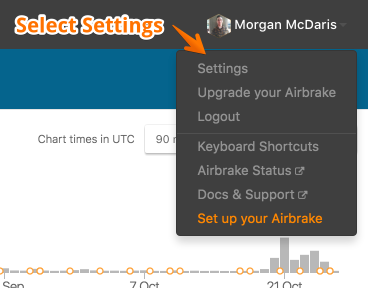 Select Settings
Morgan McDaris
Settings
Upgrade your Airbrake
Logout
Chart times in UTC
90 m
Keyboard Shortcuts
Airbrake Status
Docs & Support
Set up your Airbrake
Sep
7 Oct
21 Oct